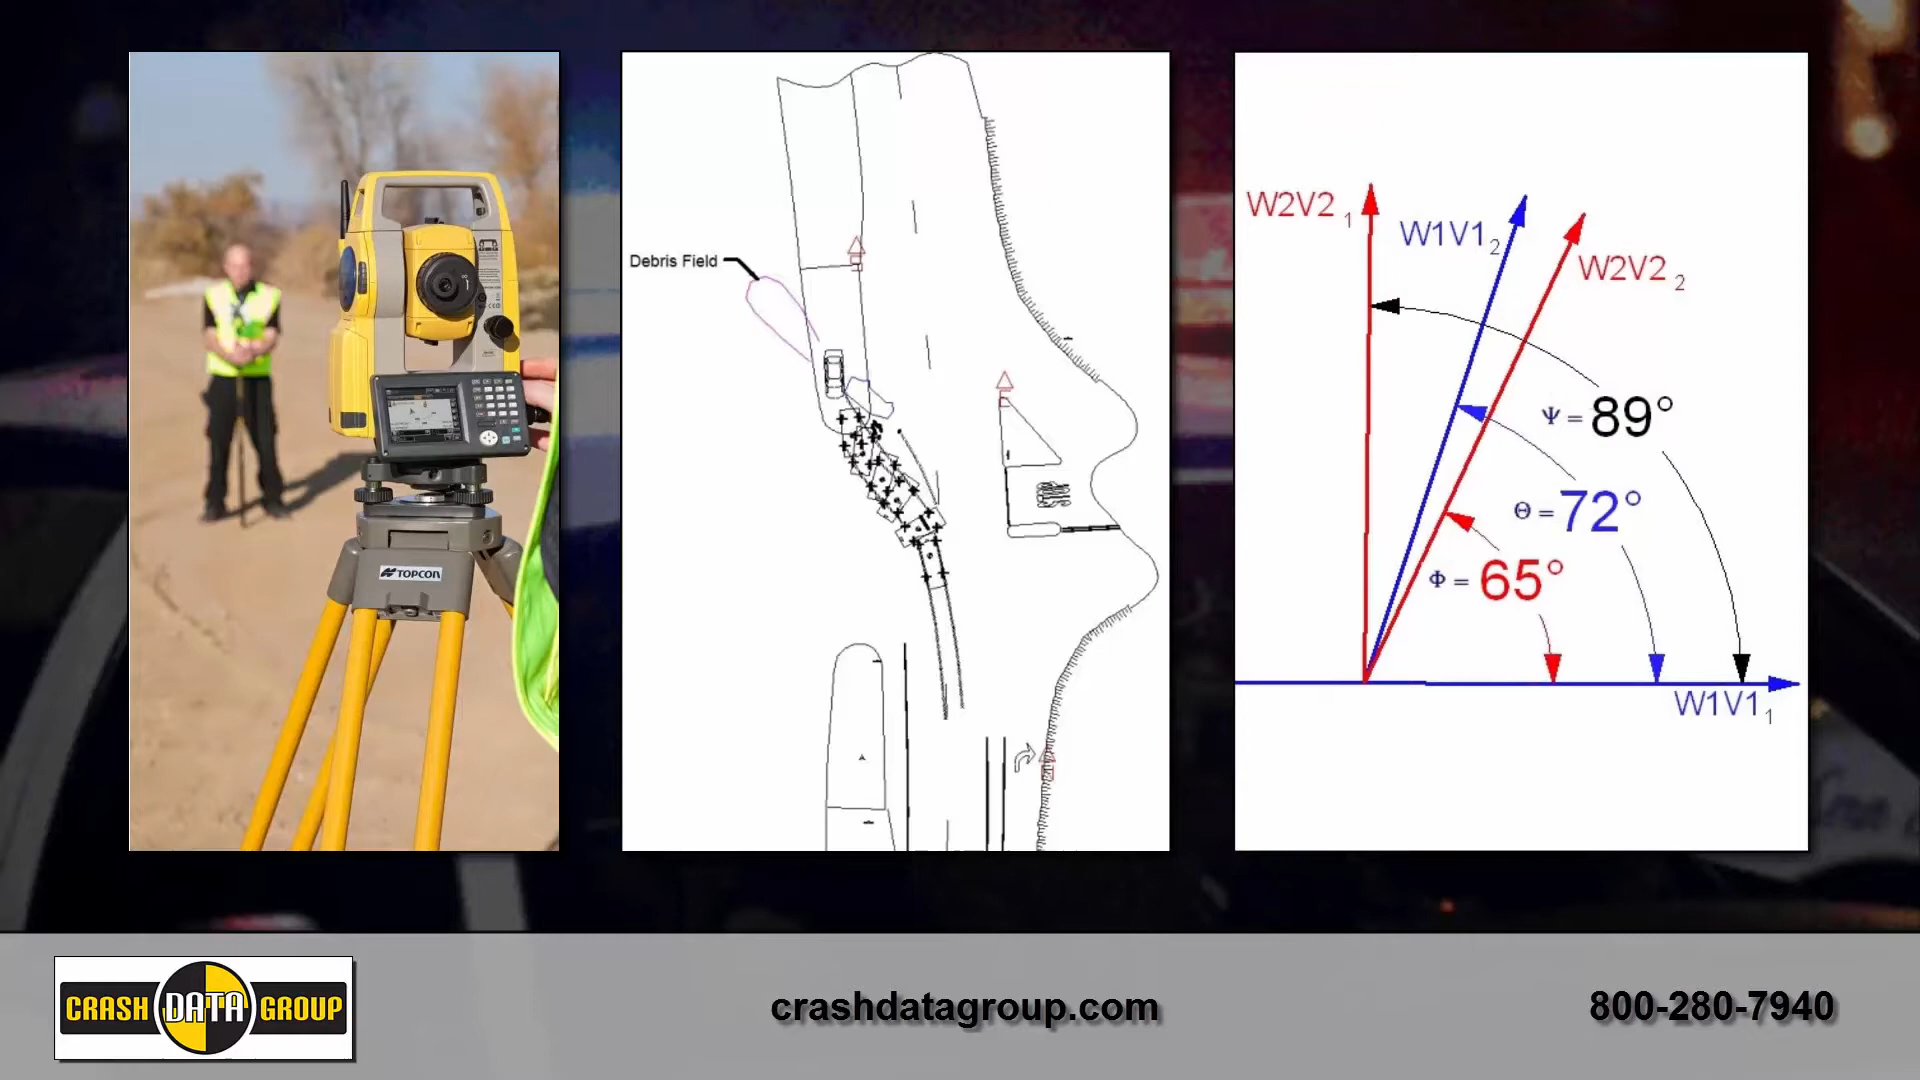 TOPCON
Debris Field
STOP
W2V2 1
W1V1 2
W2V2 2
Ψ = 89°
Θ = 72°
Φ = 65°
W1V1 1
CRASH DATA GROUP
crashdatagroup.com
800-280-7940